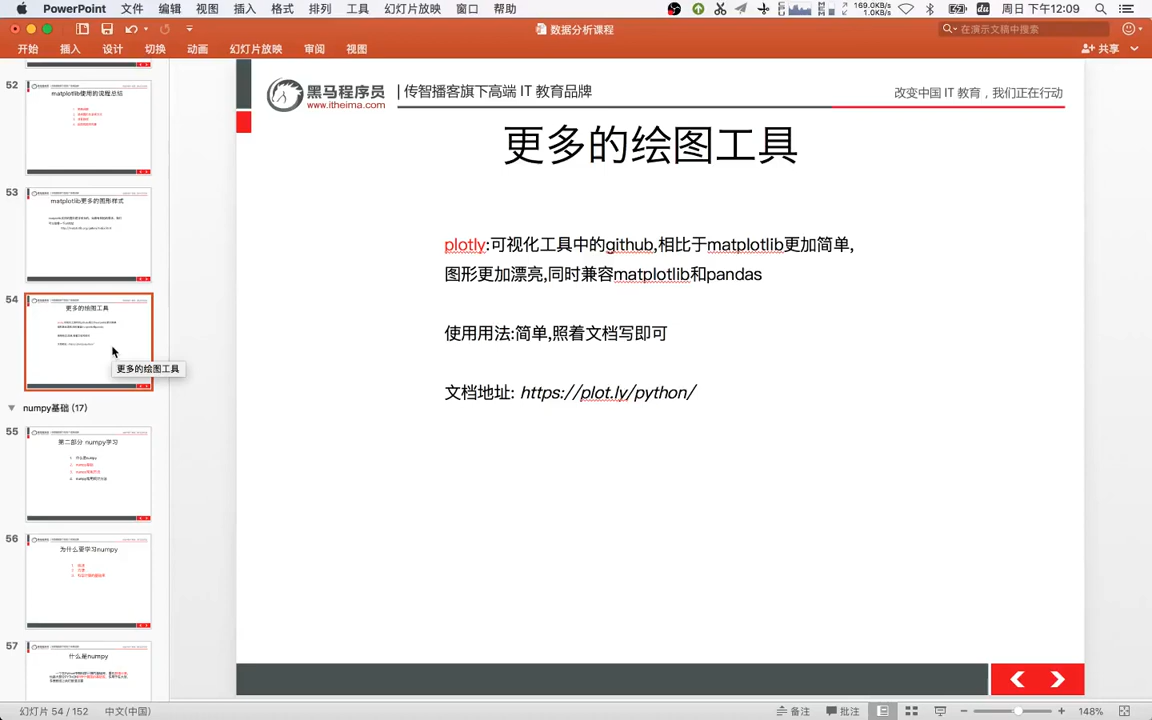 PowerPoint 文件 编辑 视图 插入 格式 排列 工具 幻灯片放映 窗口 帮助
169.0KB/s
1.0KB/s
周日 下午12:09
数据分析课程
在演示文稿中搜索
开始 插入 设计 切换 动画 幻灯片放映 审阅 视图
共享
52
matplotlib使用的流程总结
53
matplotlib更多的图形样式
54
更多的绘图工具
更多的绘图工具
numpy基础 (17)
55
第二部分 numpy学习
56
为什么要学习numpy
57
什么是numpy
黑马程序员
www.itheima.com
传智播客旗下高端 IT 教育品牌
改变中国 IT 教育，我们正在行动
更多的绘图工具
plotly:可视化工具中的github,相比于matplotlib更加简单,
图形更加漂亮,同时兼容matplotlib和pandas
使用用法:简单,照着文档写即可
文档地址: https://plot.ly/python/
幻灯片 54 / 152 中文(中国)
备注 批注
148%